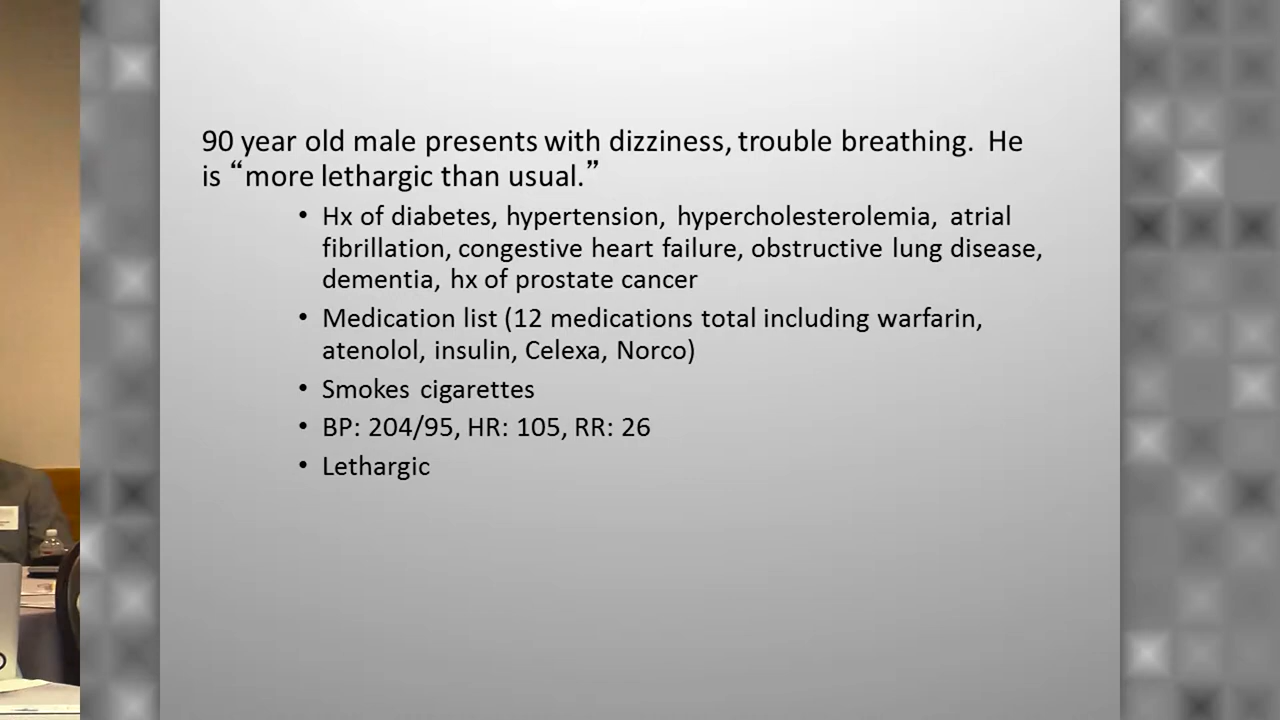 90 year old male presents with dizziness, trouble breathing. He
is “more lethargic than usual.”
• Hx of diabetes, hypertension, hypercholesterolemia, atrial
fibrillation, congestive heart failure, obstructive lung disease,
dementia, hx of prostate cancer
• Medication list (12 medications total including warfarin,
atenolol, insulin, Celexa, Norco)
• Smokes cigarettes
• BP: 204/95, HR: 105, RR: 26
• Lethargic